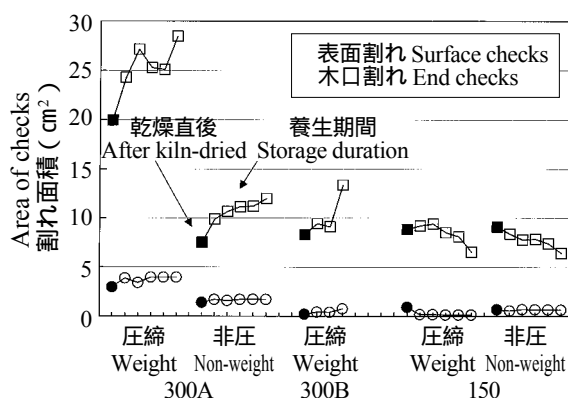 Area of checks
割れ面積（cm²）
30
25
20
15
10
5
0
表面割れ Surface checks
木口割れ End checks
乾燥直後
After kiln-dried
養生期間
Storage duration
圧締 非圧 圧締 圧締 非圧
Weight Non-weight Weight Weight Non-weight
300A 300B 150